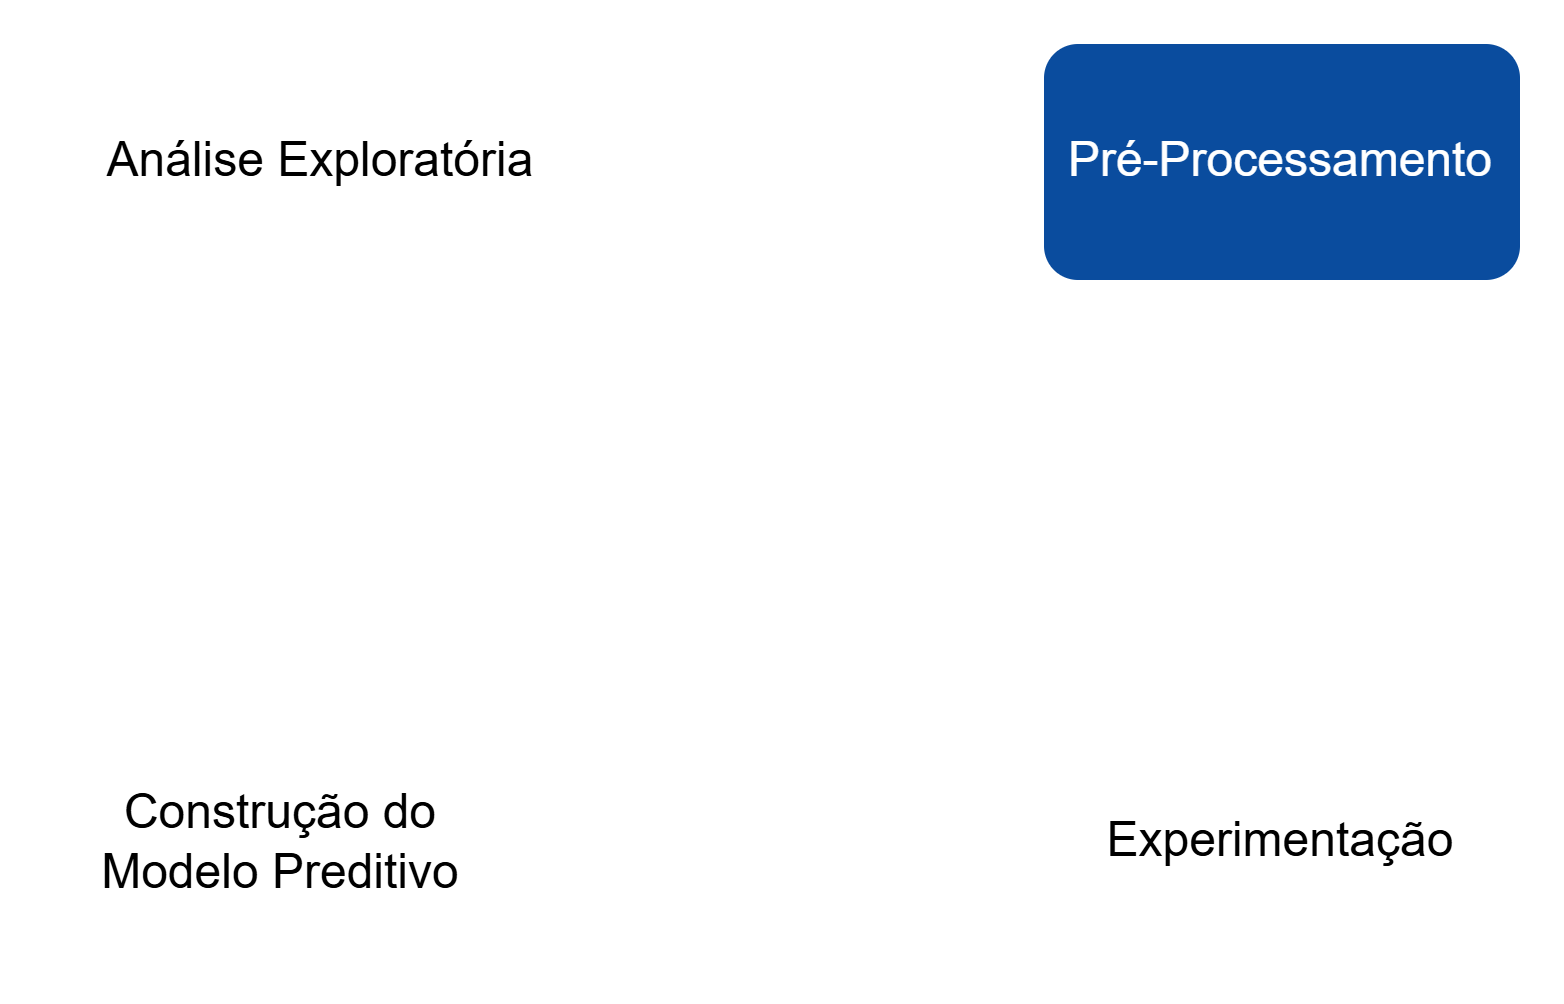 Análise Exploratória
Pré-Processamento
Construção do
Modelo Preditivo
Experimentação